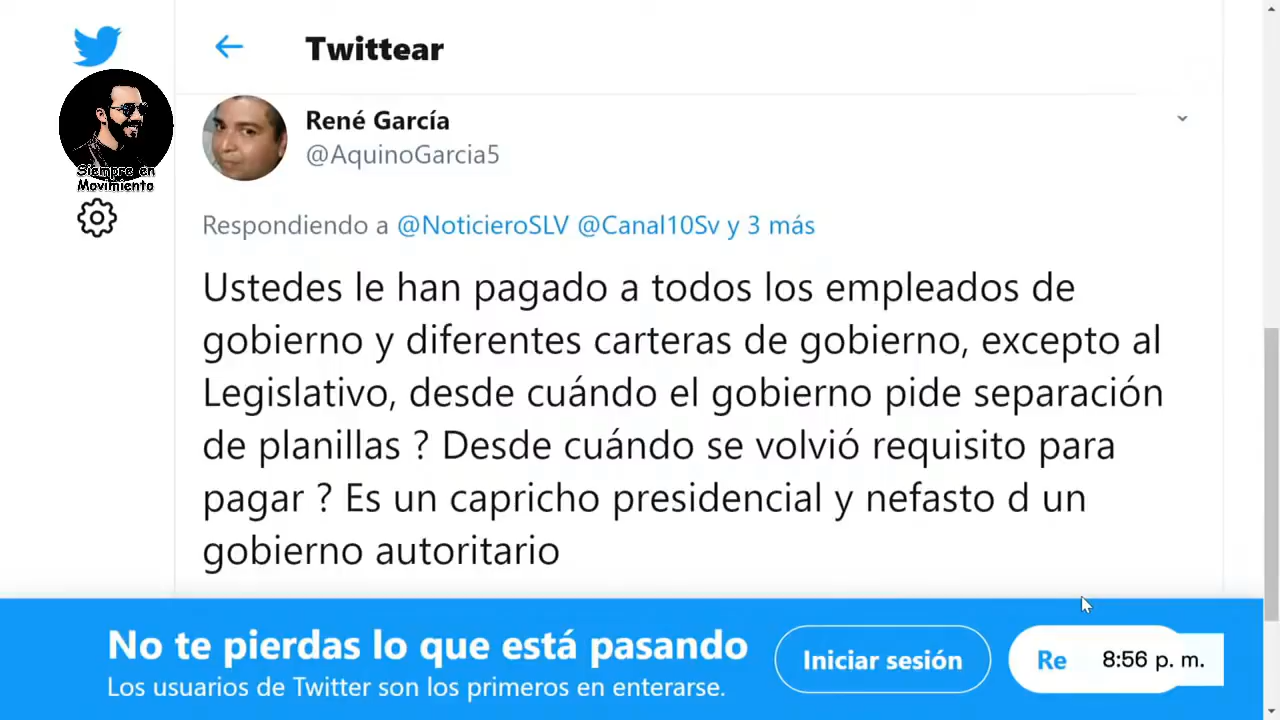 Twittear
René García
@AquinoGarcia5
Siempre en
Movimiento
Respondiendo a @NoticieroSLV @Canal10Sv y 3 más
Ustedes le han pagado a todos los empleados de
gobierno y diferentes carteras de gobierno, excepto al
Legislativo, desde cuándo el gobierno pide separación
de planillas ? Desde cuándo se volvió requisito para
pagar ? Es un capricho presidencial y nefasto d un
gobierno autoritario
No te pierdas lo que está pasando
Los usuarios de Twitter son los primeros en enterarse.
Iniciar sesión
Re
8:56 p. m.